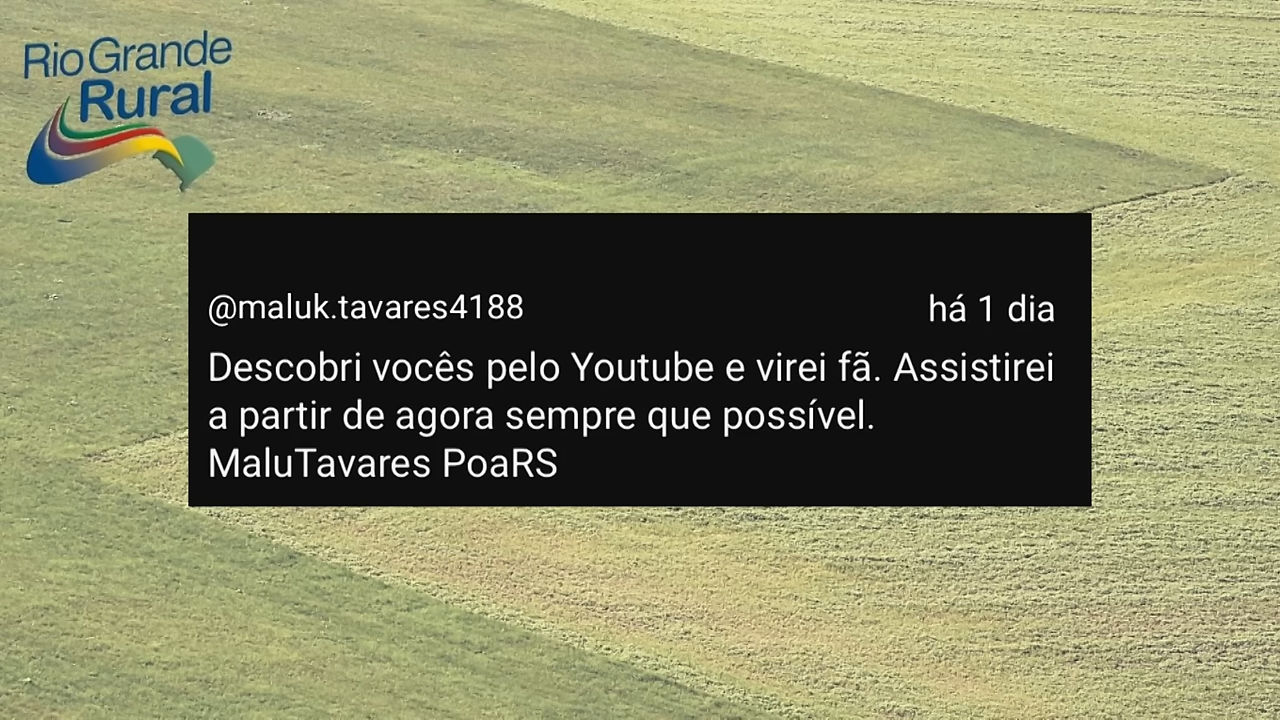 Rio Grande
Rural
@maluk.tavares4188
há 1 dia
Descobri vocês pelo Youtube e virei fã. Assistirei
a partir de agora sempre que possível.
MaluTavares PoaRS